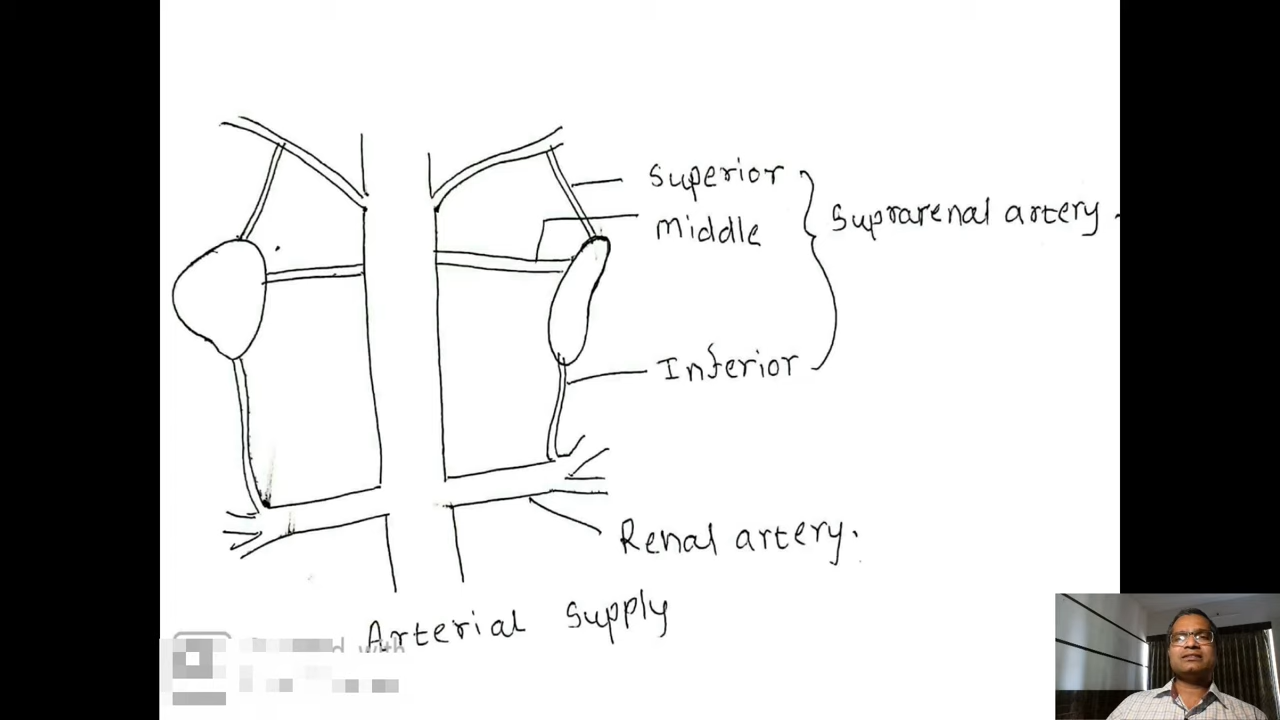 Superior
Middle
Suprarenal artery.
Inferior
Renal artery.
Arterial Supply